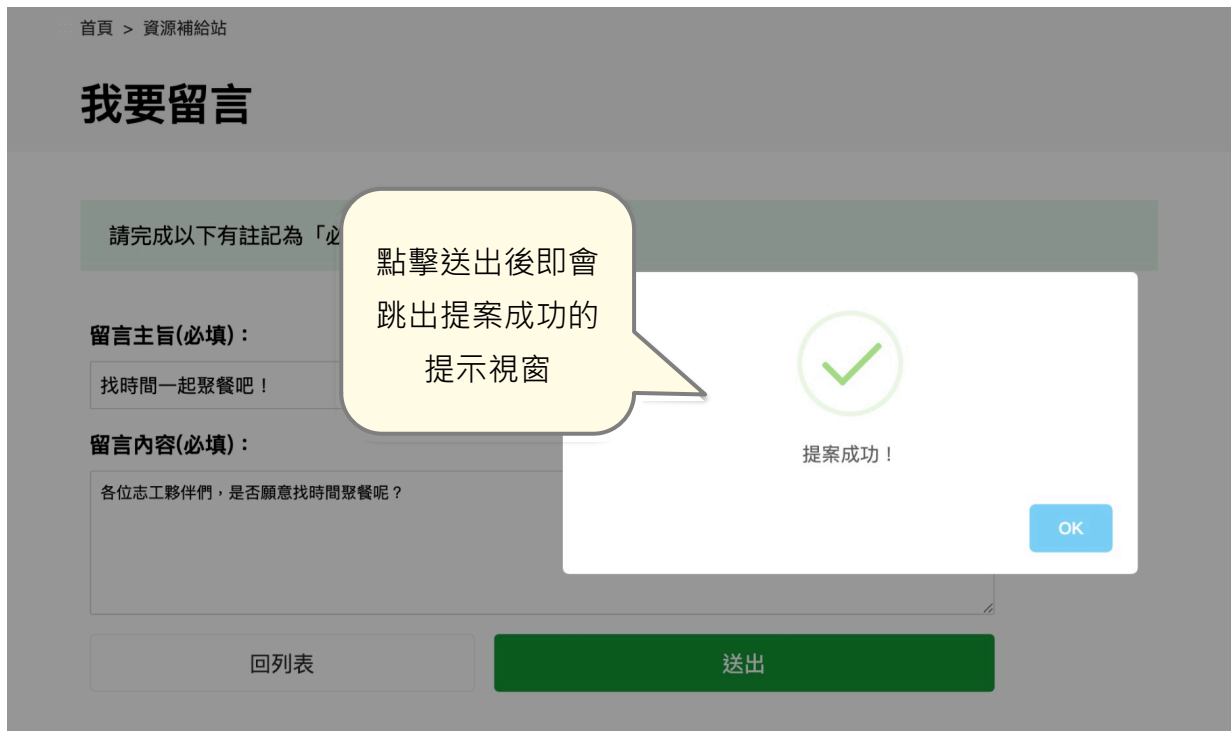 首頁 > 資源補給站
我要留言
請完成以下有註記為「必
點擊送出後即會
跳出提案成功的
提示視窗
留言主旨(必填)：
找時間一起聚餐吧！
留言內容(必填)：
各位志工夥伴們，是否願意找時間聚餐呢？
提案成功！
OK
回列表
送出